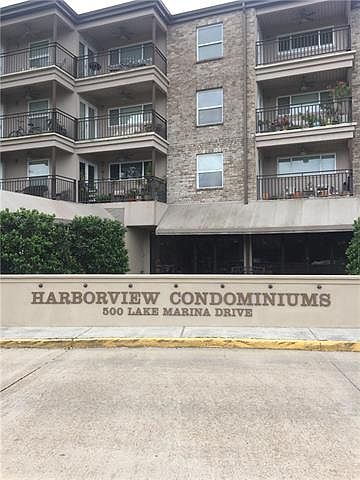 HARBORVIEW CONDOMINIUMS
500 LAKE MARINA DRIVE